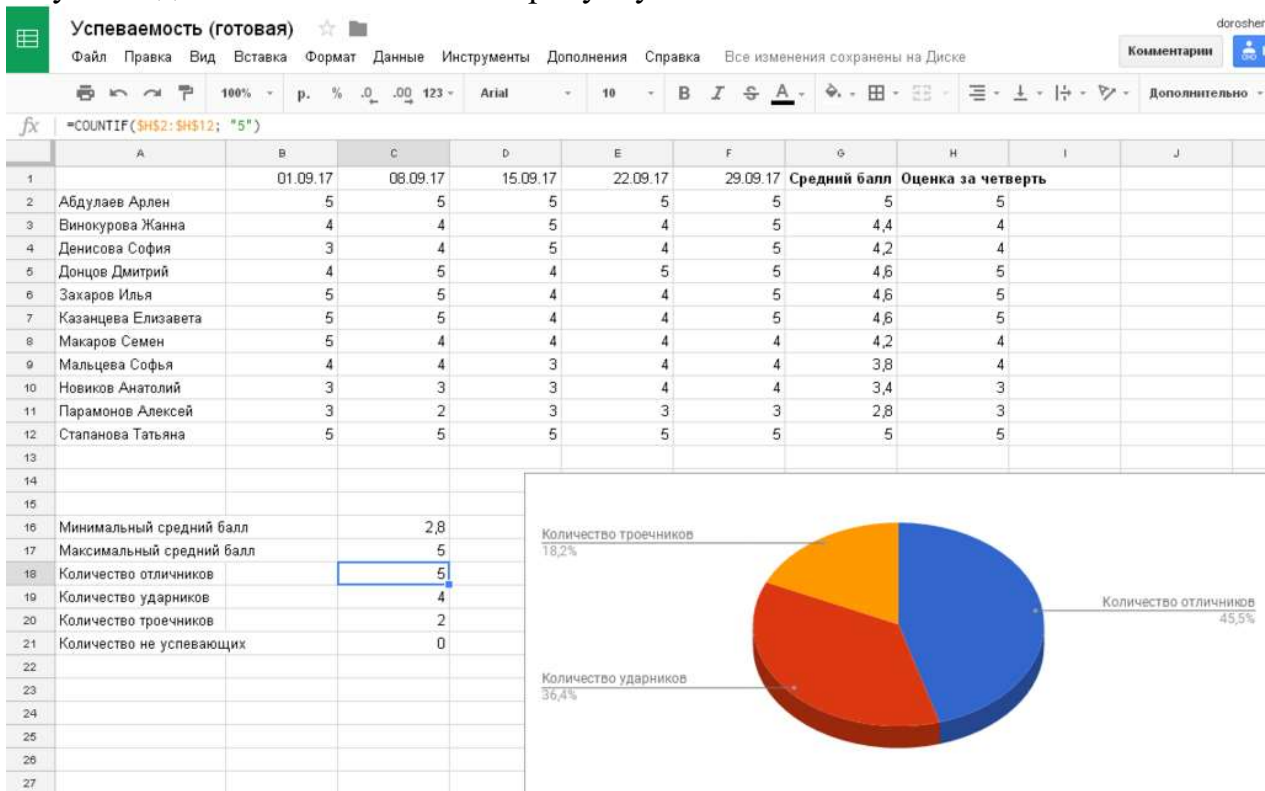 Успеваемость (готовая)
dorosher
Файл Правка Вид Вставка Формат Данные Инструменты Дополнения Справка Все изменения сохранены на Диске
Комментарии
100% р. % .0 .00 123 Arial 10 B I S A Дополнительно
fx =COUNTIF($H$2:$H$12; "5")
A B C D E F G H I J
1 01.09.17 08.09.17 15.09.17 22.09.17 29.09.17 Средний балл Оценка за четверть
2 Абдулаев Арлен 5 5 5 5 5 5 5
3 Винокурова Жанна 4 4 5 4 5 4,4 4
4 Денисова София 3 4 5 4 5 4,2 4
5 Донцов Дмитрий 4 5 4 5 5 4,6 5
6 Захаров Илья 5 5 4 4 5 4,6 5
7 Казанцева Елизавета 5 5 4 4 5 4,6 5
8 Макаров Семен 5 4 4 4 4 4,2 4
9 Мальцева Софья 4 4 3 4 4 3,8 4
10 Новиков Анатолий 3 3 3 4 4 3,4 3
11 Парамонов Алексей 3 2 3 3 3 2,8 3
12 Стапанова Татьяна 5 5 5 5 5 5 5
13
14
15
16 Минимальный средний балл 2,8
17 Максимальный средний балл 5
18 Количество отличников 5
19 Количество ударников 4
20 Количество троечников 2
21 Количество не успевающих 0
22
23
24
25
26
27
Количество троечников
18,2%
Количество отличников
45,5%
Количество ударников
36,4%